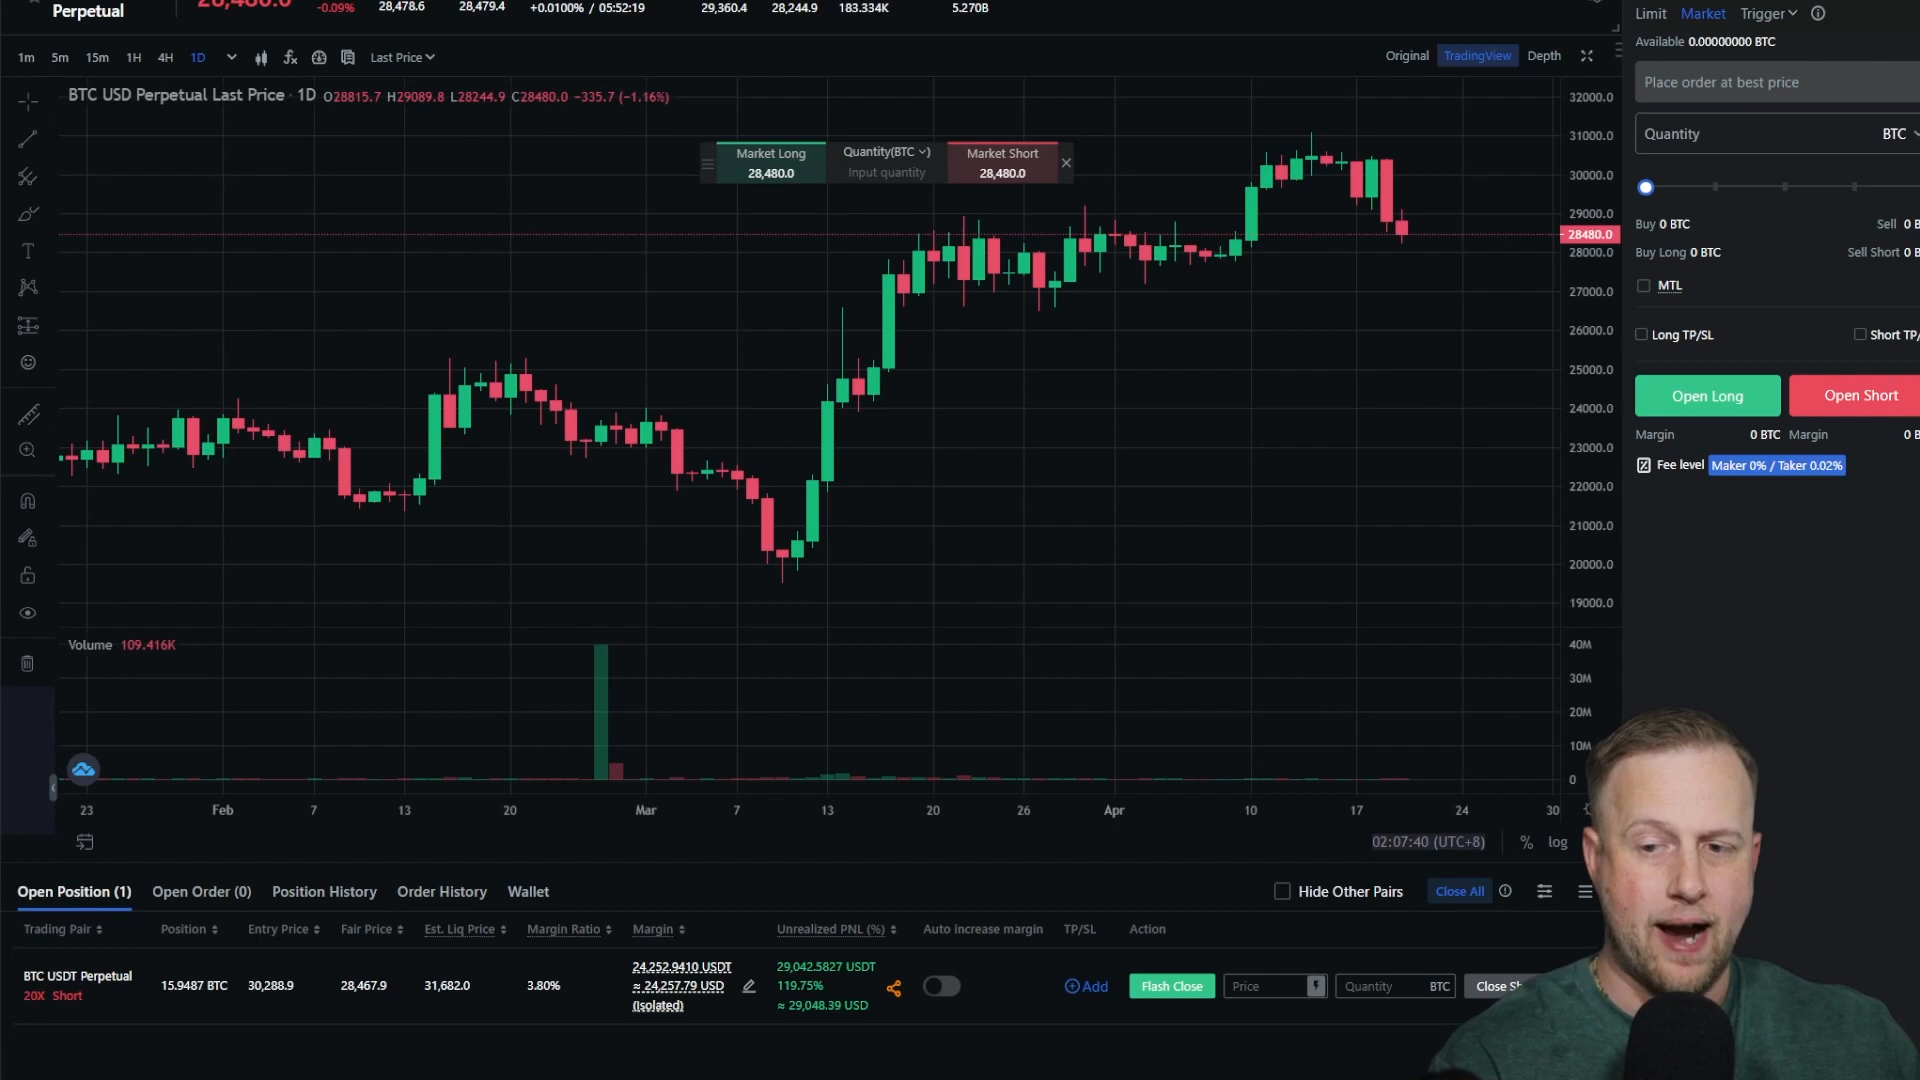 Perpetual
28,480.0
-0.09%
28,478.6
28,479.4
+0.0100% / 05:52:19
29,360.4
28,244.9
183.334K
5.270B
1m 5m 15m 1H 4H 1D Last Price
Original TradingView Depth
BTC USD Perpetual Last Price · 1D O28815.7 H29089.8 L28244.9 C28480.0 -335.7 (-1.16%)
Market Long
28,480.0
Quantity(BTC)
Input quantity
Market Short
28,480.0
32000.0
31000.0
30000.0
29000.0
28480.0
28000.0
27000.0
26000.0
25000.0
24000.0
23000.0
22000.0
21000.0
20000.0
19000.0
Volume 109.416K
40M
30M
20M
10M
0
23 Feb 7 13 20 Mar 7 13 20 26 Apr 10 17 24 30
02:07:40 (UTC+8) % log
Limit Market Trigger
Available 0.00000000 BTC
Place order at best price
Quantity BTC
Buy 0 BTC Sell 0 B
Buy Long 0 BTC Sell Short 0 B
MTL
Long TP/SL Short TP/
Open Long Open Short
Margin 0 BTC Margin 0 B
Fee level Maker 0% / Taker 0.02%
Open Position (1) Open Order (0) Position History Order History Wallet
Hide Other Pairs Close All
Trading Pair Position Entry Price Fair Price Est. Liq Price Margin Ratio Margin Unrealized PNL (%) Auto increase margin TP/SL Action
BTC USDT Perpetual
20X Short
15.9487 BTC
30,288.9
28,467.9
31,682.0
3.80%
24,252.9410 USDT
≈ 24,257.79 USD
(Isolated)
29,042.5827 USDT
119.75%
≈ 29,048.39 USD
Add
Flash Close
Price
Quantity BTC
Close Sh